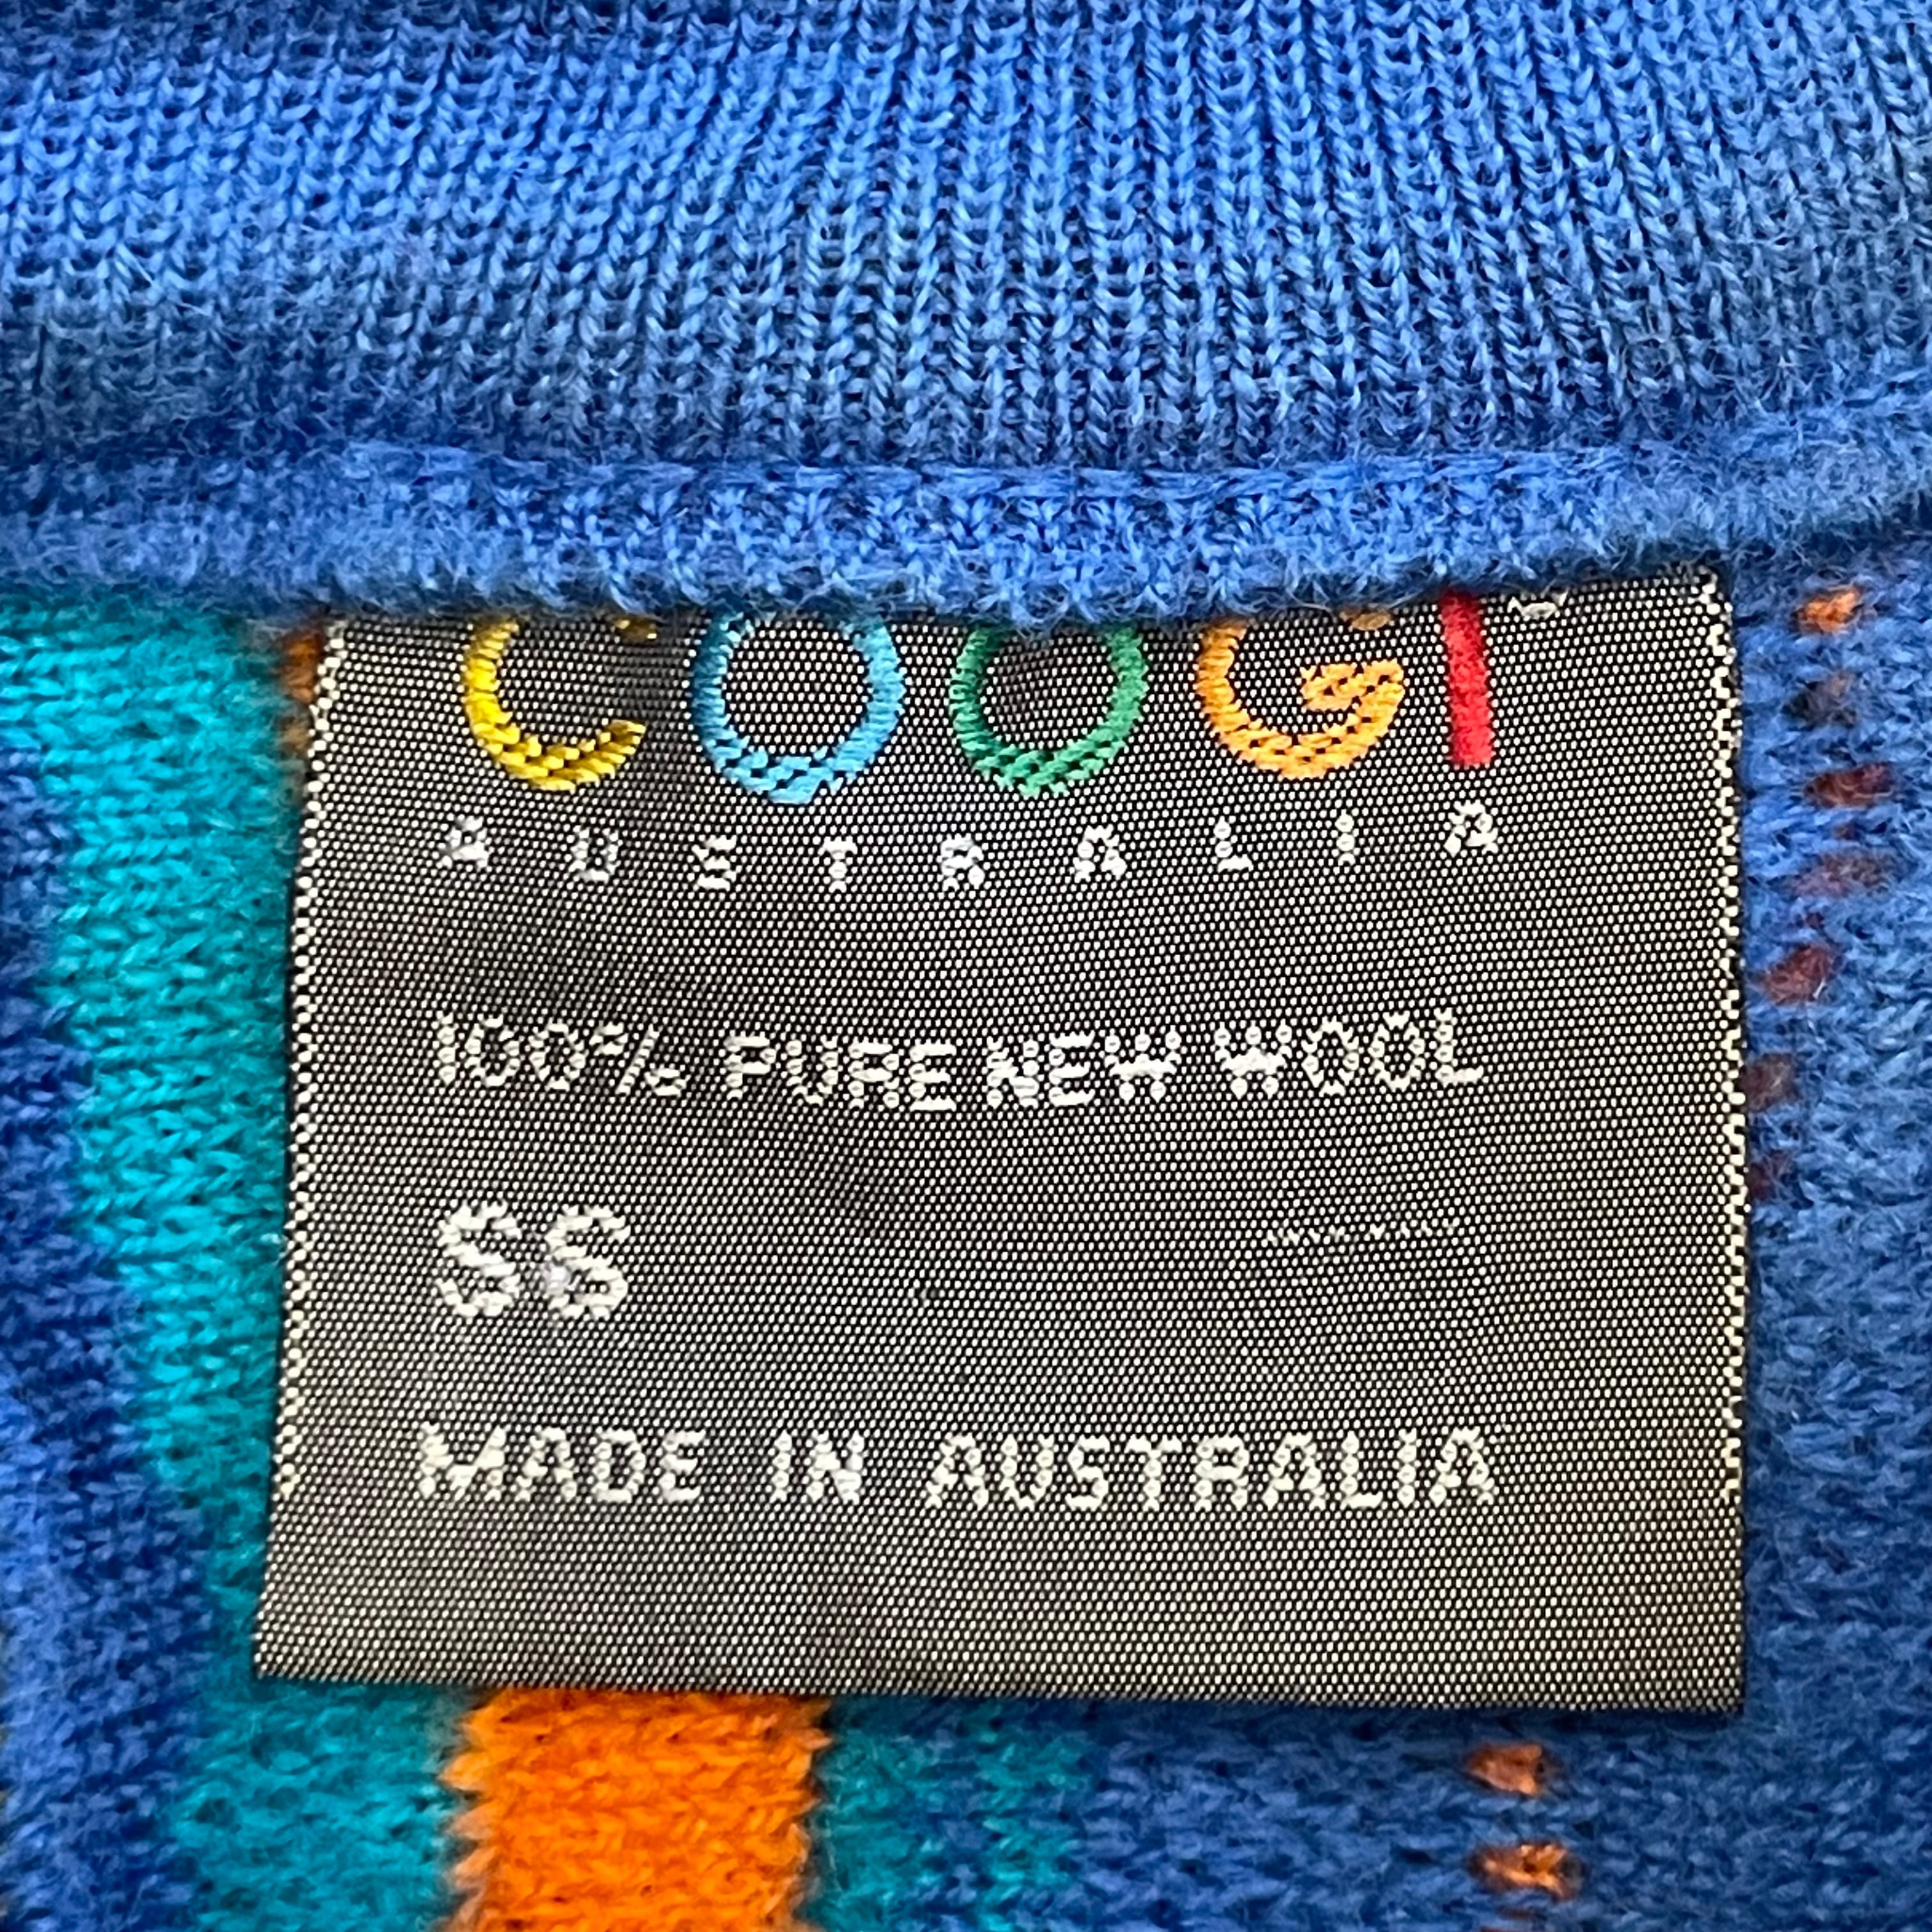 COOGI
AUSTRALIA
100% PURE NEW WOOL
SS
MADE IN AUSTRALIA